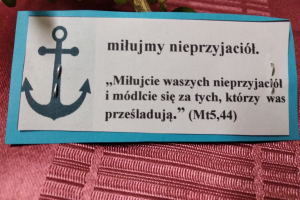 miłujmy nieprzyjaciół.
„Miłujcie waszych nieprzyjaciół
i módlcie się za tych, którzy was
prześladują.” (Mt5,44)